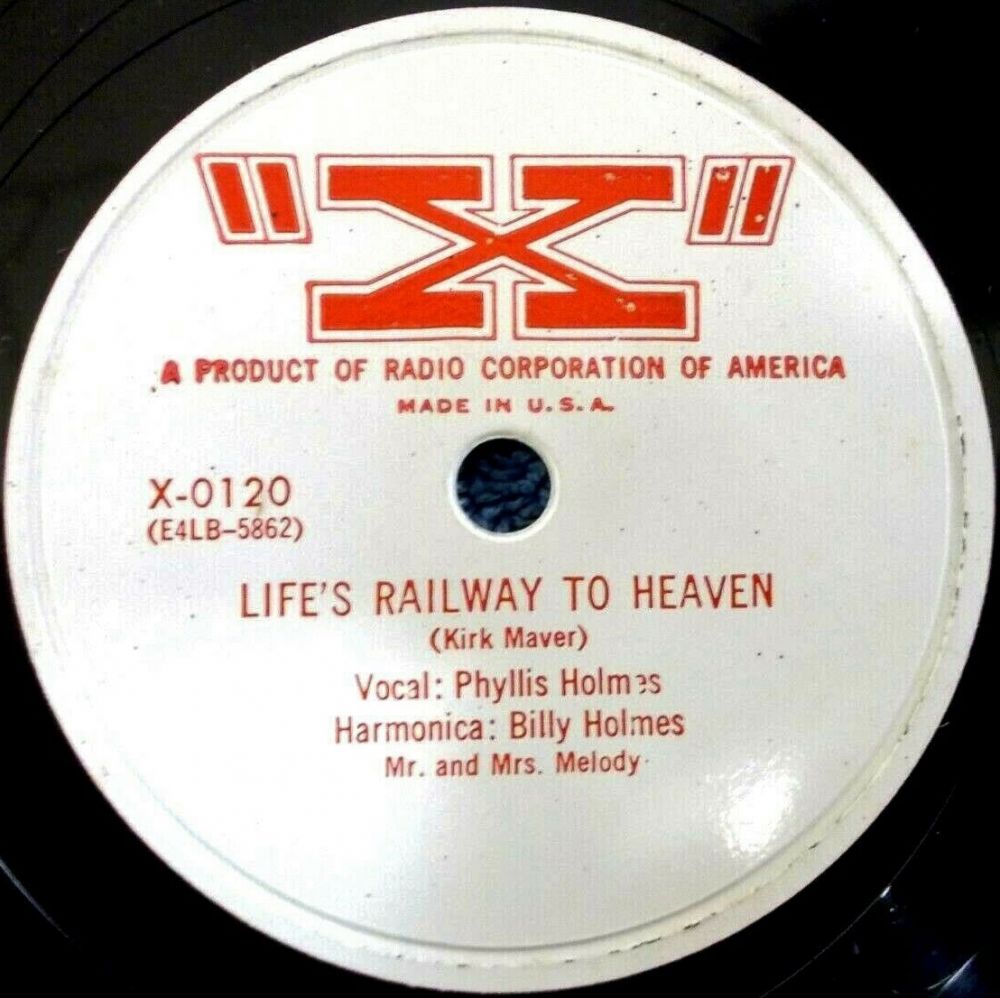 "X"
A PRODUCT OF RADIO CORPORATION OF AMERICA
MADE IN U.S.A.
X-0120
(E4LB-5862)
LIFE'S RAILWAY TO HEAVEN
(Kirk Maver)
Vocal: Phyllis Holmes
Harmonica: Billy Holmes
Mr. and Mrs. Melody